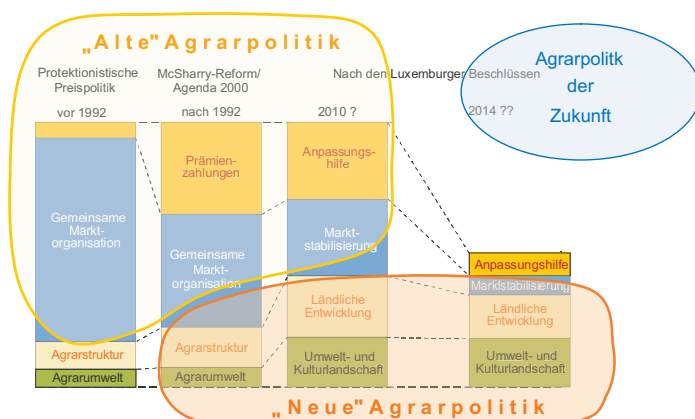 „Alte" Agrarpolitik
Agrarpolitk
der
Zukunft
Protektionistische
Preispolitik
McSharry-Reform/
Agenda 2000
Nach den Luxemburger Beschlüssen
vor 1992
nach 1992
2010 ?
2014 ??
Gemeinsame
Markt-
organisation
Agrarstruktur
Agrarumwelt
Prämien-
zahlungen
Gemeinsame
Markt-
organisation
Agrarstruktur
Agrarumwelt
Anpassungs-
hilfe
Markt-
stabilisierung
Ländliche
Entwicklung
Umwelt- und
Kulturlandschaft
Anpassungshilfe
Marktstabilisierung
Ländliche
Entwicklung
Umwelt- und
Kulturlandschaft
„Neue" Agrarpolitik